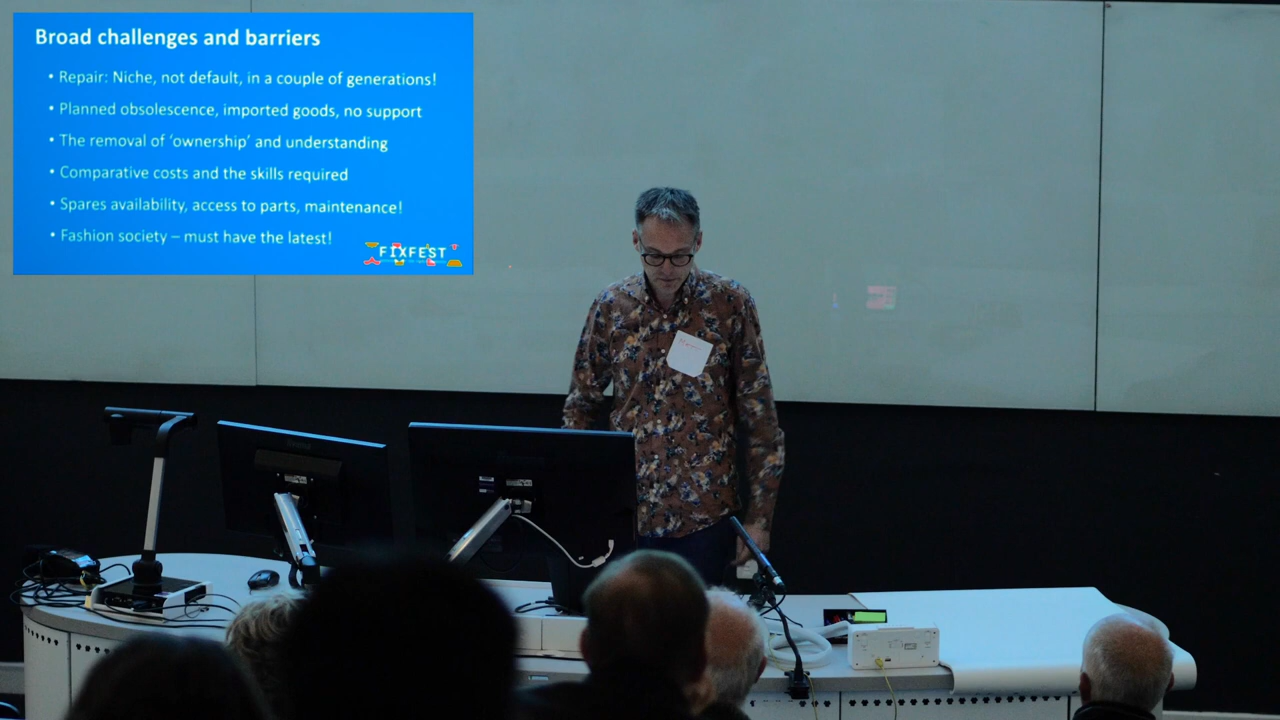 Broad challenges and barriers
• Repair: Niche, not default, in a couple of generations!
• Planned obsolescence, imported goods, no support
• The removal of ‘ownership’ and understanding
• Comparative costs and the skills required
• Spares availability, access to parts, maintenance!
• Fashion society – must have the latest!
FIXFEST